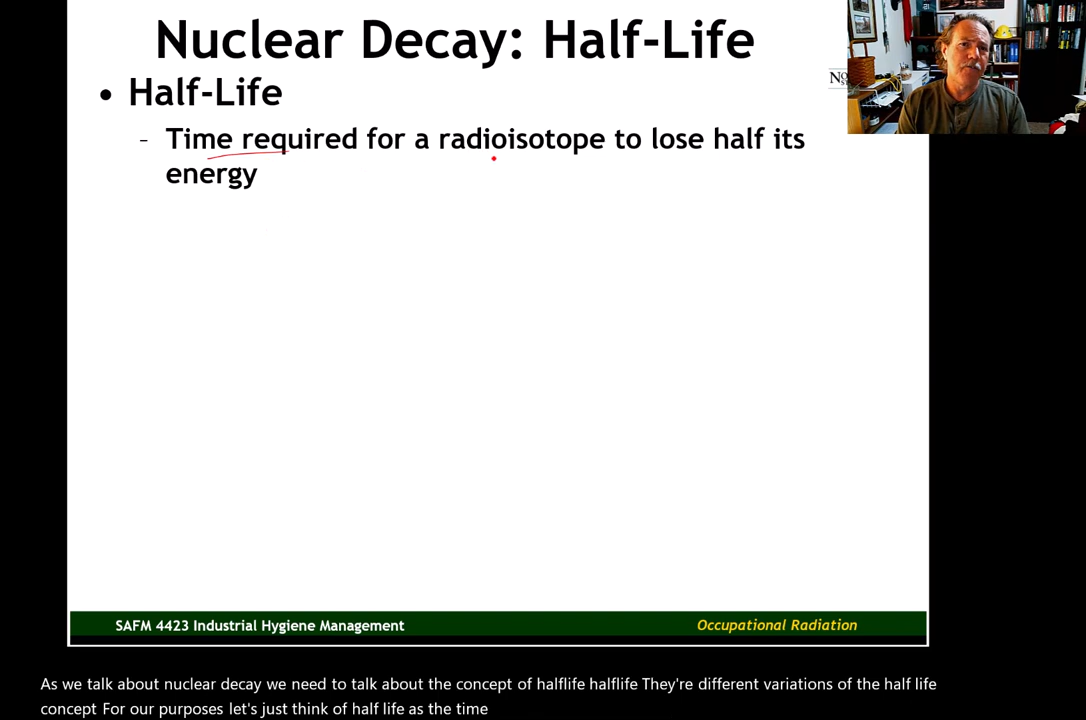 Nuclear Decay: Half-Life
• Half-Life
- Time required for a radioisotope to lose half its
energy
SAFM 4423 Industrial Hygiene Management
Occupational Radiation
As we talk about nuclear decay we need to talk about the concept of halflife halflife They're different variations of the half life
concept For our purposes let's just think of half life as the time